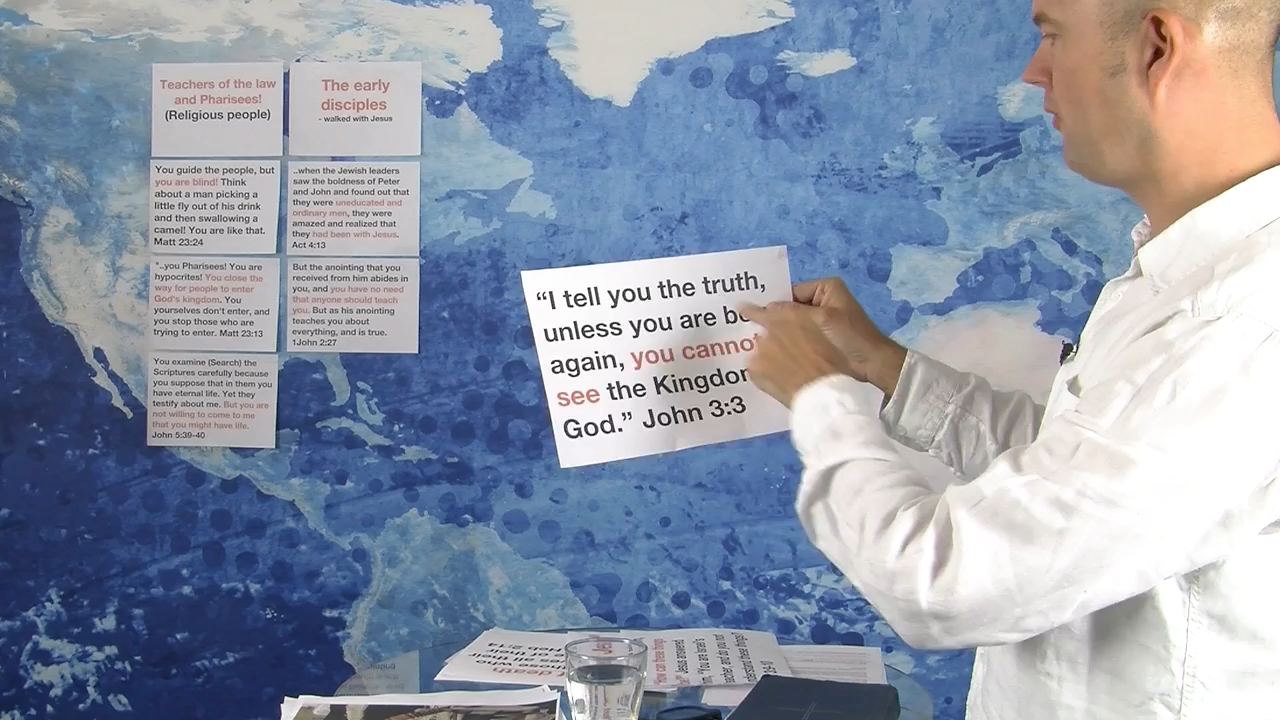 Teachers of the law
and Pharisees!
(Religious people)
You guide the people, but
you are blind! Think
about a man picking a
little fly out of his drink
and then swallowing a
camel! You are like that.
Matt 23:24
"..you Pharisees! You are
hypocrites! You close the
way for people to enter
God's kingdom. You
yourselves don't enter, and
you stop those who are
trying to enter. Matt 23:13
You examine (Search) the
Scriptures carefully because
you suppose that in them you
have eternal life. Yet they
testify about me. But you are
not willing to come to me
that you might have life.
John 5:39-40
The early
disciples
- walked with Jesus
..when the Jewish leaders
saw the boldness of Peter
and John and found out that
they were uneducated and
ordinary men, they were
amazed and realized that
they had been with Jesus.
Act 4:13
But the anointing that you
received from him abides in
you, and you have no need
that anyone should teach
you. But as his anointing
teaches you about
everything, and is true.
1John 2:27
“I tell you the truth,
unless you are
again, you cannot
see the
God.” John 3:3